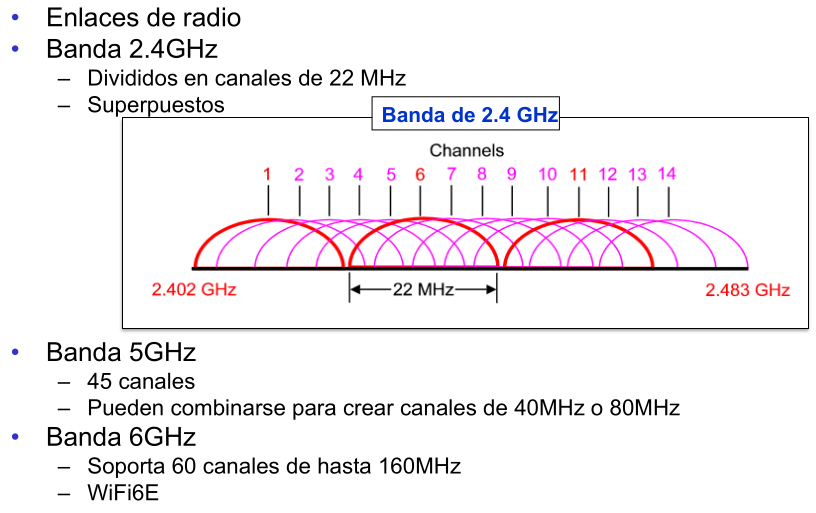 • Enlaces de radio
• Banda 2.4GHz
– Divididos en canales de 22 MHz
– Superpuestos
Banda de 2.4 GHz
Channels
1 2 3 4 5 6 7 8 9 10 11 12 13 14
22 MHz
2.402 GHz 2.483 GHz
• Banda 5GHz
– 45 canales
– Pueden combinarse para crear canales de 40MHz o 80MHz
• Banda 6GHz
– Soporta 60 canales de hasta 160MHz
– WiFi6E